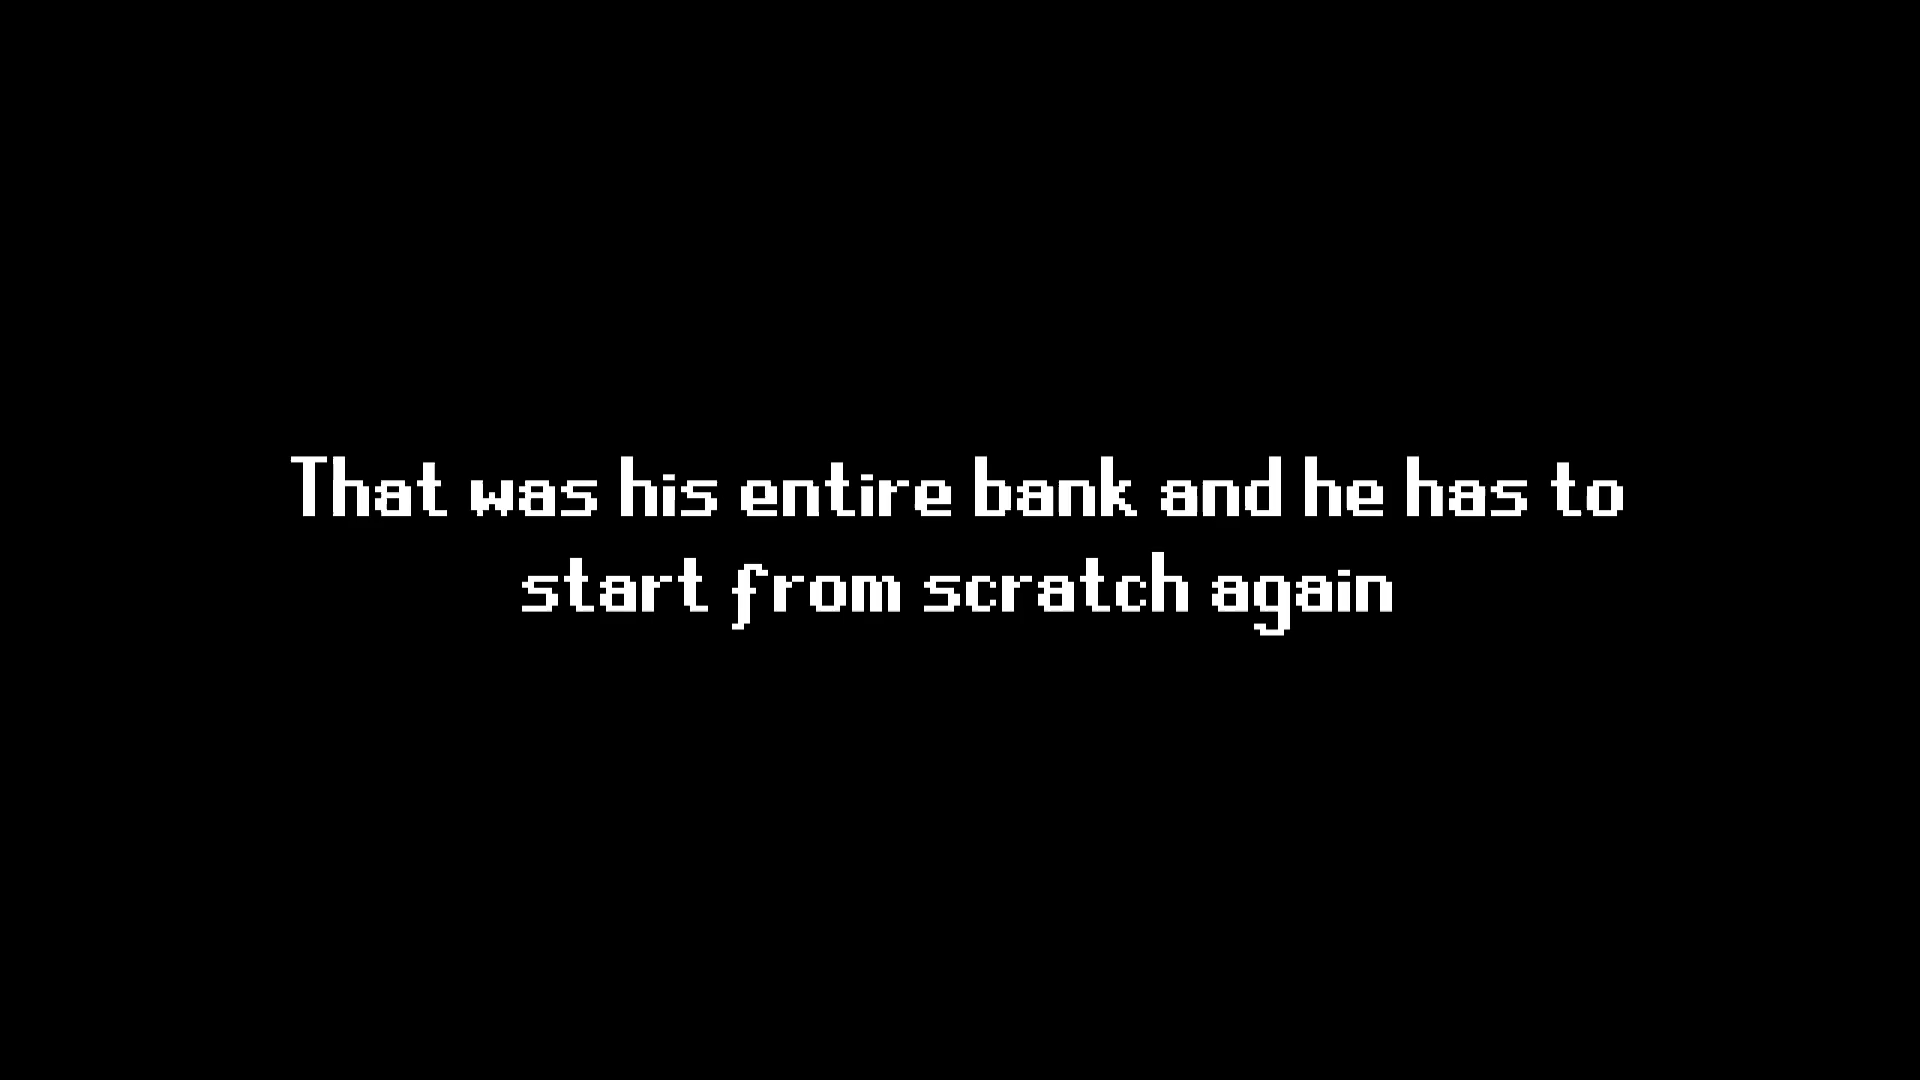 That was his entire bank and he has to
start from scratch again